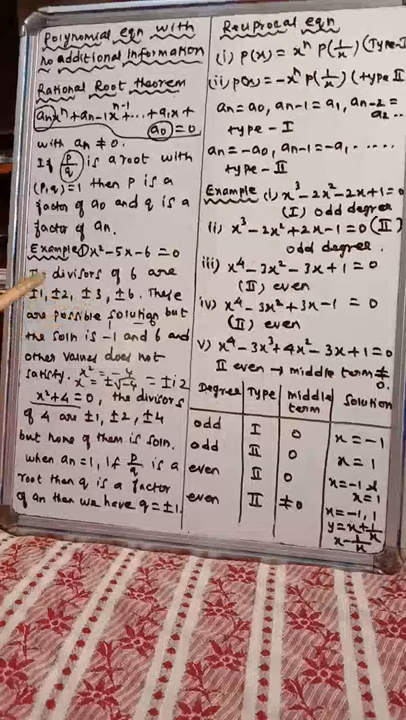 Polynomial eqn with
no additional information
Rational Root theorem
anxⁿ + an-1xⁿ⁻¹ + ... + a1x +
a0 = 0
with an ≠ 0.
If p/q is a root with
(p,q)=1 then p is a
factor of a0 and q is a
factor of an.
Example ① x² - 5x - 6 = 0
divisors of 6 are
±1, ±2, ±3, ±6. These
are possible solution but
the soln is -1 and 6 and
other values does not
satisfy. x² = -4
x = ±√-4 = ±i2
x² + 4 = 0, the divisors
of 4 are ±1, ±2, ±4
but none of them is soln.
when an = 1, if p/q is a
root then q is a factor
of an then we have q = ±1.
Reciprocal eqn
(i) P(x) = xⁿ P(1/x) (Type-I
(ii) P(x) = -xⁿ P(1/x) (type II
an = a0, an-1 = a1, an-2 =
a2...
type - I
an = -a0, an-1 = -a1, .....
type - II
Example (i) x³ - 2x² - 2x + 1 = 0
(I) odd degree
(ii) x³ - 2x² + 2x - 1 = 0 (II)
odd degree.
iii) x⁴ - 3x² - 3x + 1 = 0
(II) even
iv) x⁴ - 3x² + 3x - 1 = 0
(II) even
v) x⁴ - 3x³ + 4x² - 3x + 1 = 0
II even → middle term ≠
0.
Degree Type middle term Solution
odd I 0 x = -1
odd II 0 x = 1
even II 0 x = -1 & x = 1
even II ≠0 x = -1, 1
y = x + 1/x
x - 1/x